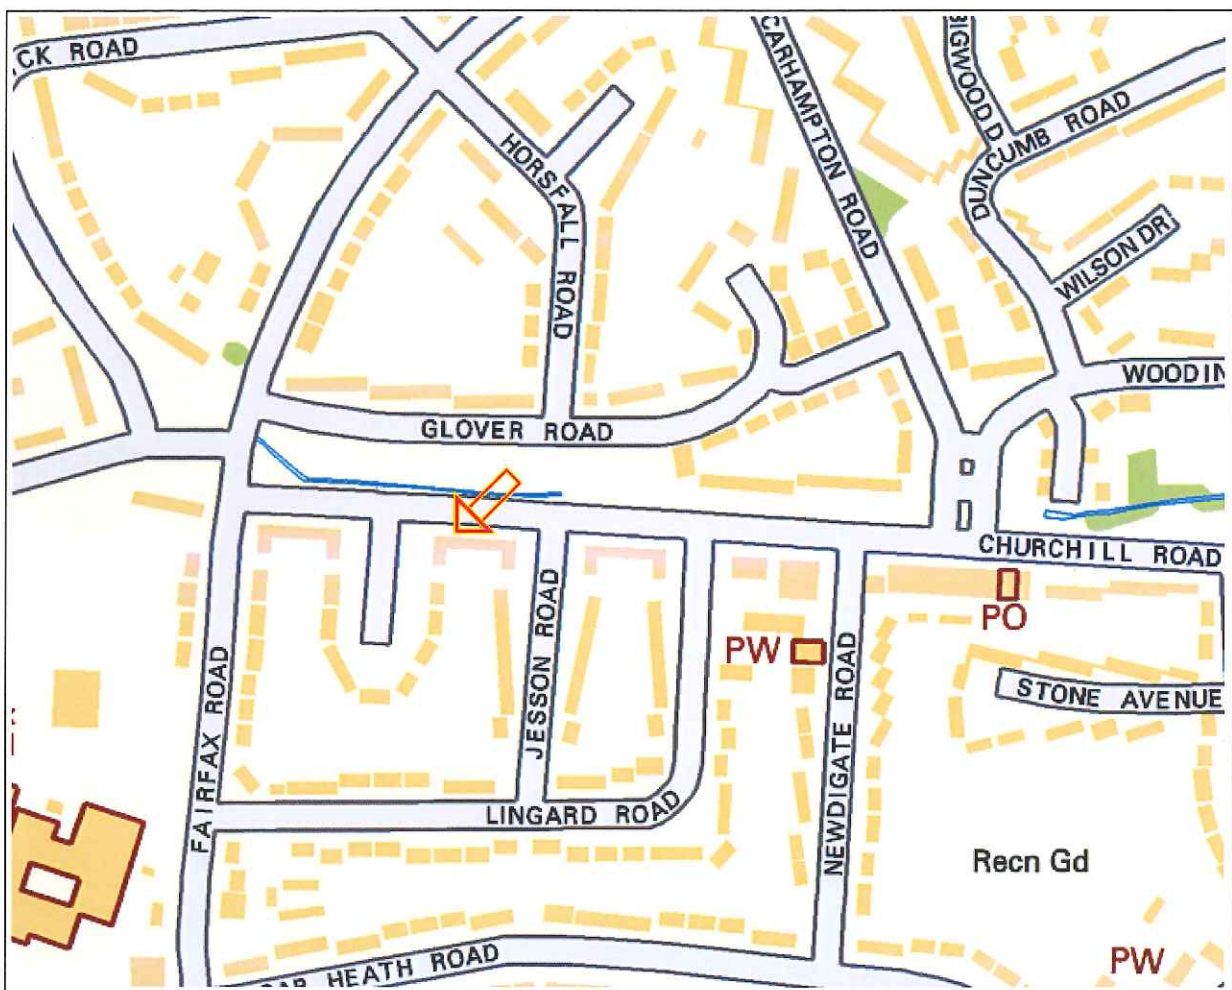 CK ROAD
CARHAMPTON ROAD
BIGWOOD D
DUNCUMB ROAD
HORSFALL ROAD
WILSON DR
WOODIN
GLOVER ROAD
CHURCHILL ROAD
PO
PW
STONE AVENUE
JESSON ROAD
FAIRFAX ROAD
NEWDIGATE ROAD
LINGARD ROAD
Recn Gd
HEATH ROAD
PW